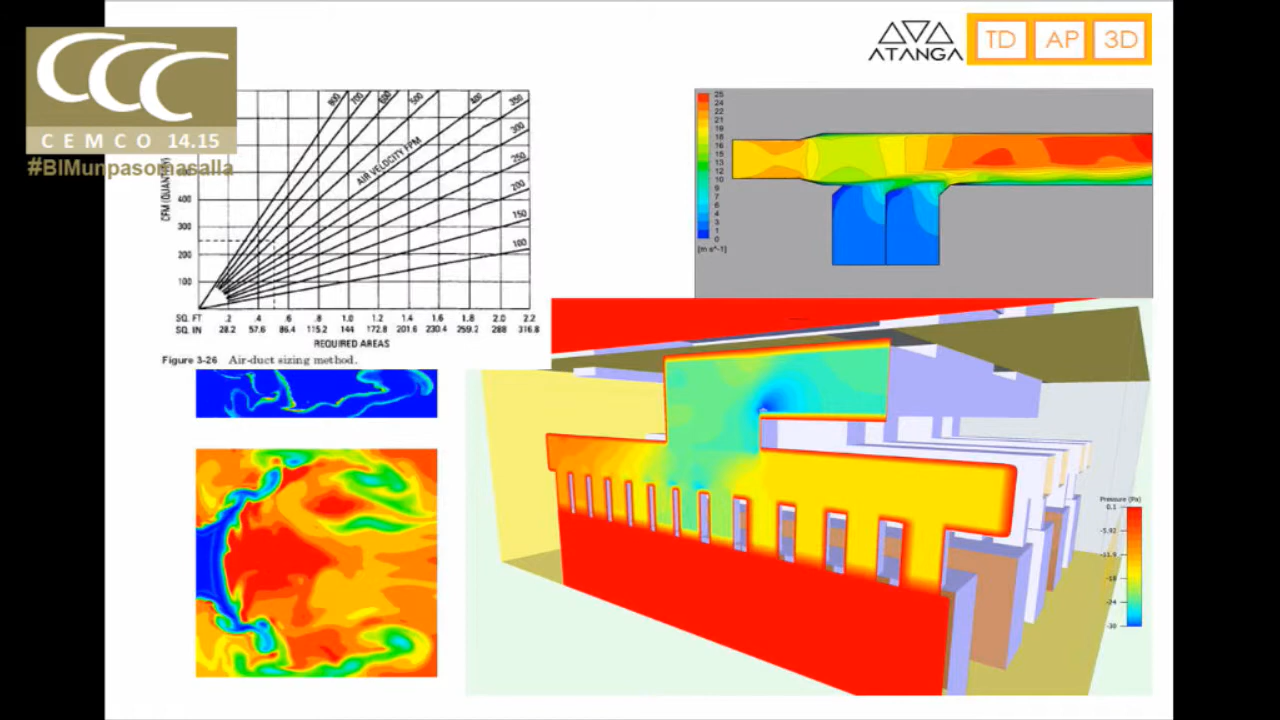 CCC
CEMCO 14.15
#BIMunpasomasalla
ATANGA
TD AP 3D
800 700 600 500 400 350
300
250
200
150
100
AIR VELOCITY FPM
CFM (QUANTITY)
400
300
200
100
SQ. FT .2 .4 .6 .8 1.0 1.2 1.4 1.6 1.8 2.0 2.2
SQ. IN 28.2 57.6 86.4 115.2 144 172.8 201.6 230.4 259.2 288 316.8
REQUIRED AREAS
Figure 3-26 Air-duct sizing method.
25
24
22
21
19
18
16
15
13
12
10
9
7
6
4
3
1
0
[m s^-1]
Pressure (Pa)
0.1
-5.92
-11.9
-18
-24
-30